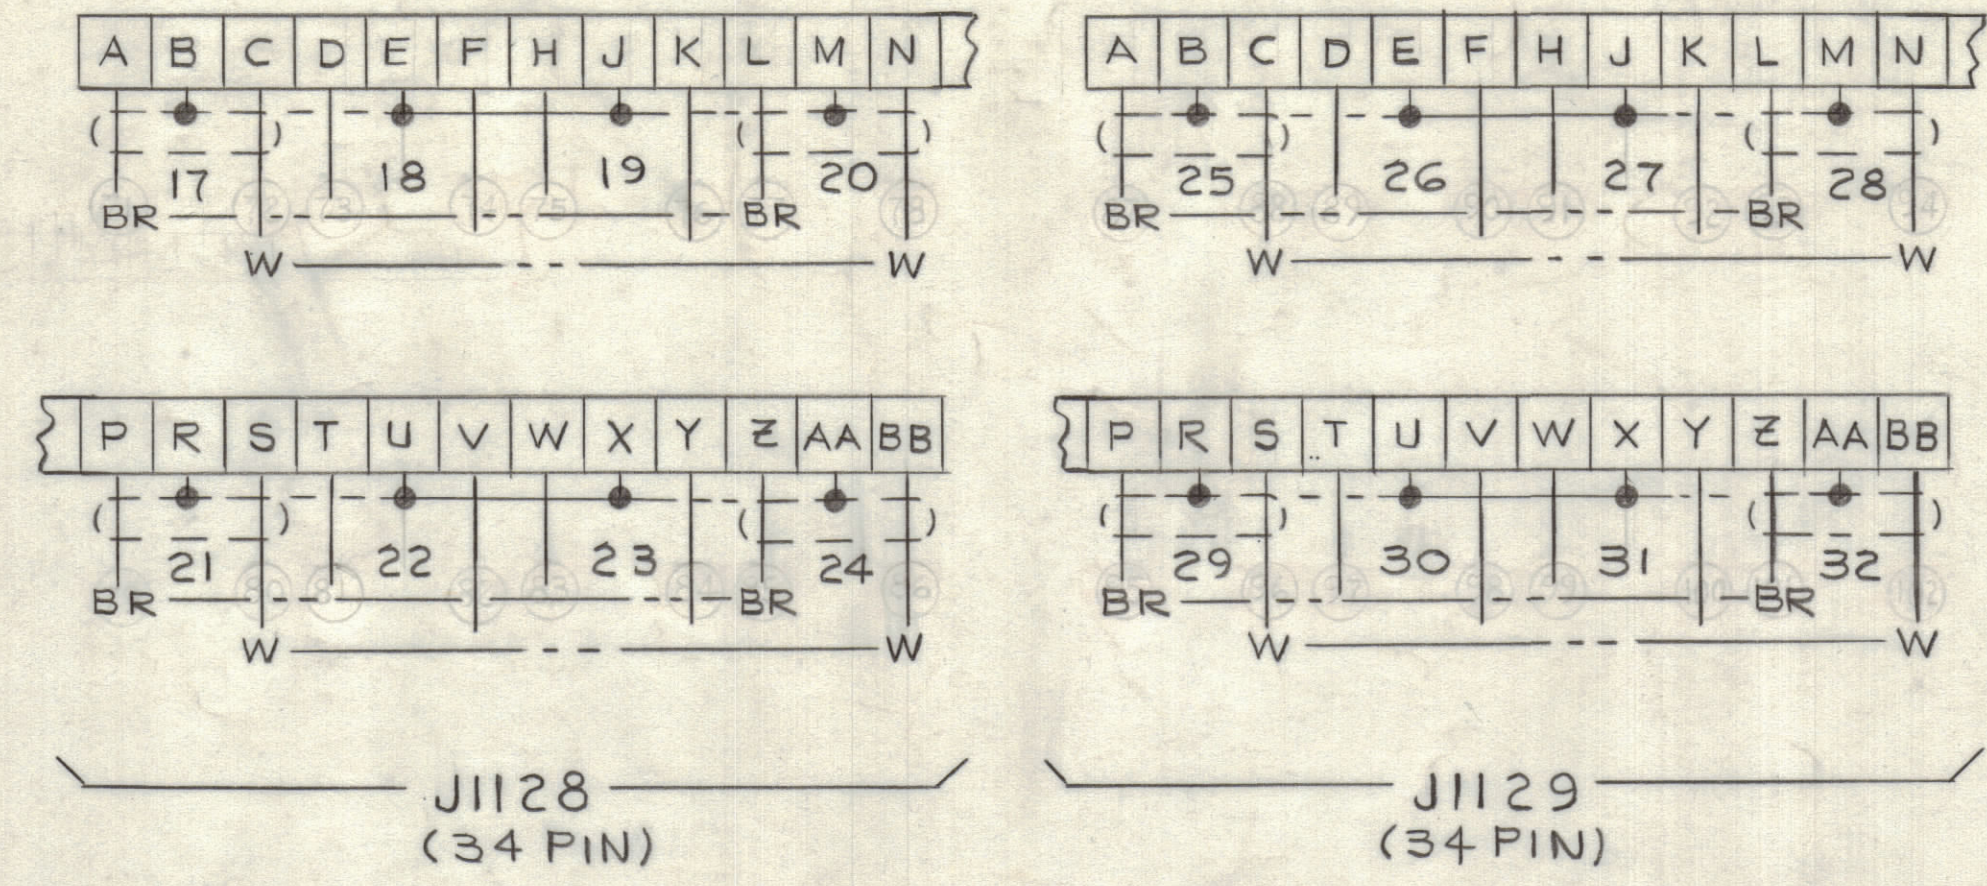 A B C D E F H J K L M N
17 18 19 20
BR BR
W W
P R S T U V W X Y Z AA BB
21 22 23 24
BR BR
W W
J1128
(34 PIN)
A B C D E F H J K L M N
25 26 27 28
BR BR
W W
P R S T U V W X Y Z AA BB
29 30 31 32
BR BR
W W
J1129
(34 PIN)